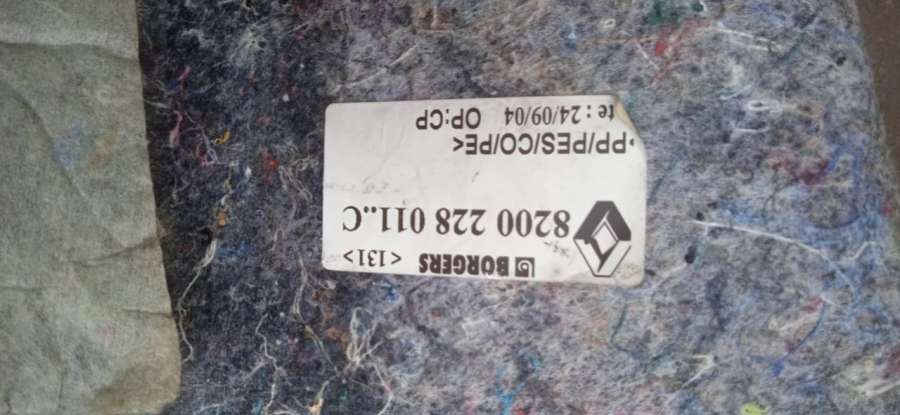 BORGERS <131>
8200 228 011..C
PP/PES/CO/PE<
te : 24/09/04 OP:CP